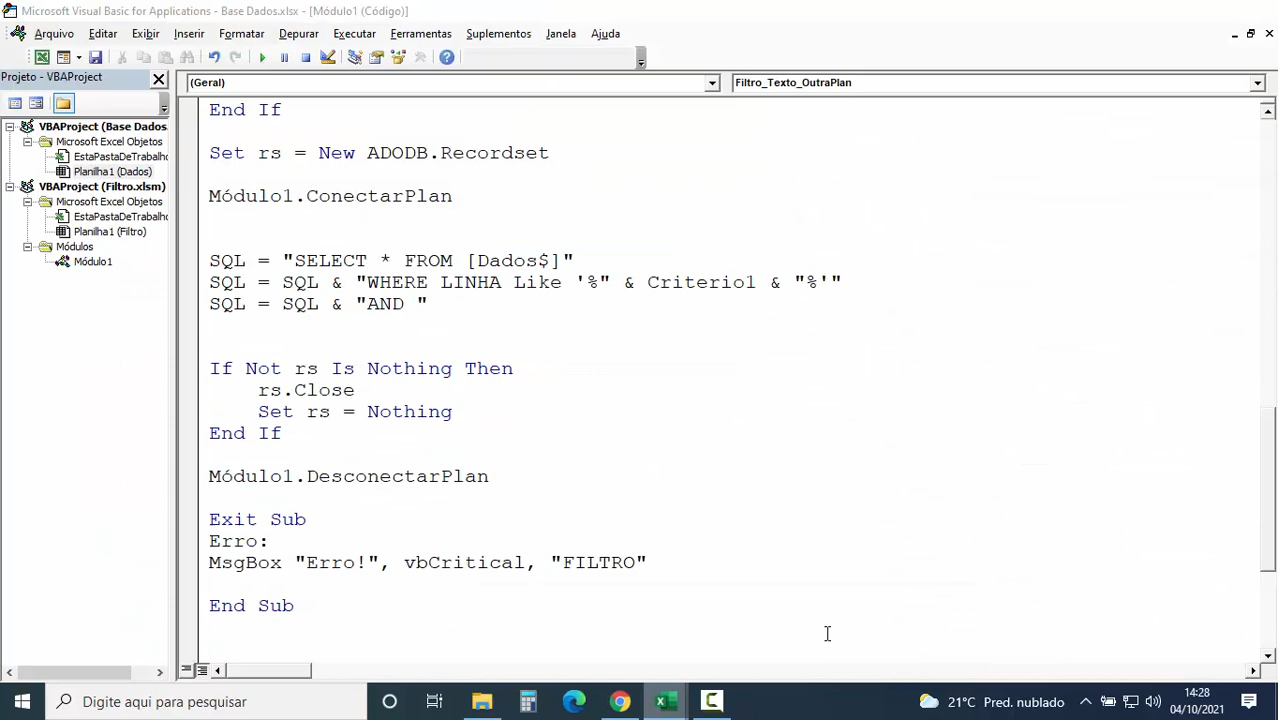 Microsoft Visual Basic for Applications - Base Dados.xlsx - [Módulo1 (Código)]
Arquivo Editar Exibir Inserir Formatar Depurar Executar Ferramentas Suplementos Janela Ajuda
Projeto - VBAProject
(Geral)
Filtro_Texto_OutraPlan
VBAProject (Base Dados.
Microsoft Excel Objetos
EstaPastaDeTrabalho
Planilha1 (Dados)
VBAProject (Filtro.xlsm)
Microsoft Excel Objetos
EstaPastaDeTrabalho
Planilha1 (Filtro)
Módulos
Módulo1
End If
Set rs = New ADODB.Recordset
Módulo1.ConectarPlan
SQL = "SELECT * FROM [Dados$]"
SQL = SQL & "WHERE LINHA Like '%" & Criterio1 & "%'"
SQL = SQL & "AND "
If Not rs Is Nothing Then
rs.Close
Set rs = Nothing
End If
Módulo1.DesconectarPlan
Exit Sub
Erro:
MsgBox "Erro!", vbCritical, "FILTRO"
End Sub
Digite aqui para pesquisar
21°C Pred. nublado
14:28
04/10/2021